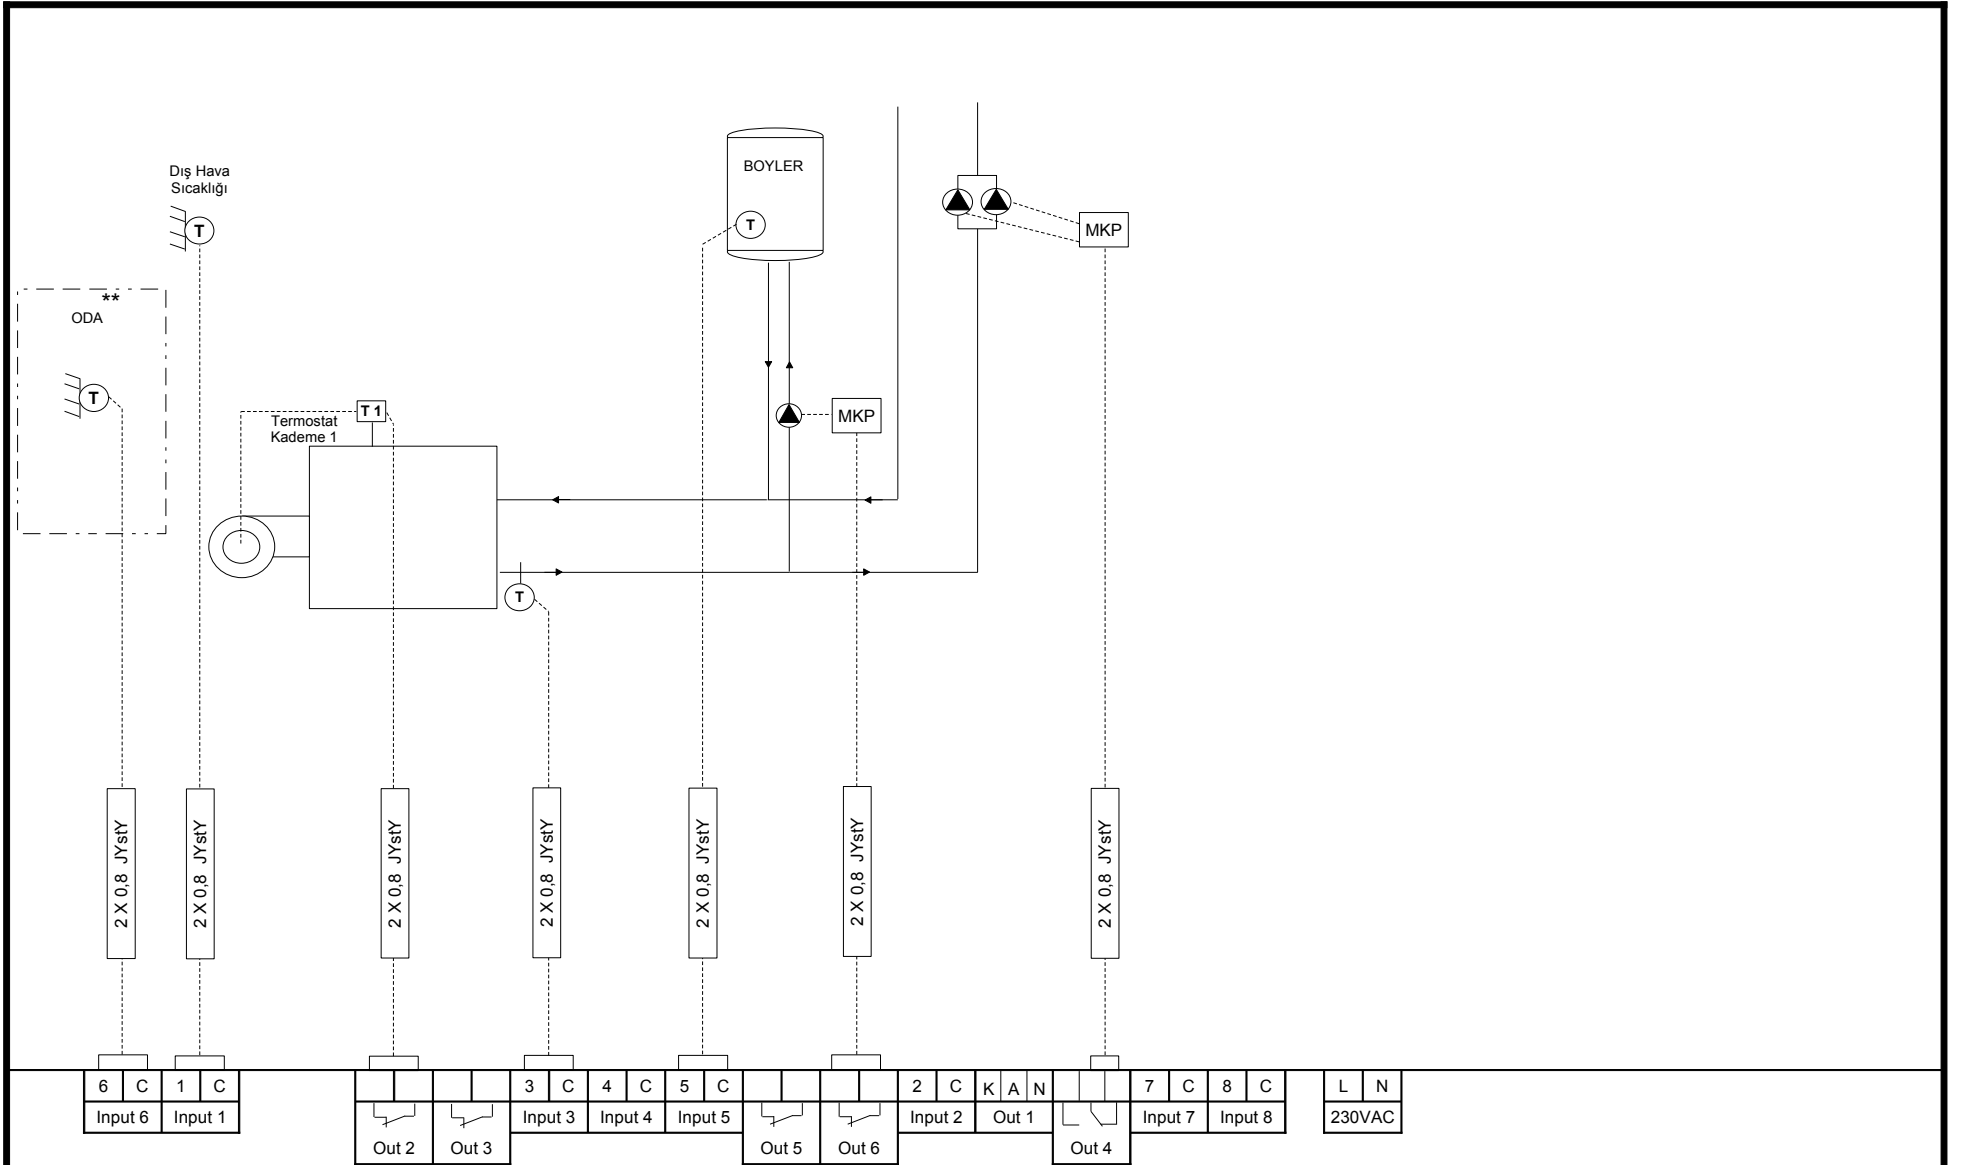 Dış Hava
Sıcaklığı
T
BOYLER
T
MKP
**
ODA
T
T 1
Termostat
Kademe 1
MKP
T
2 X 0,8 JYstY
2 X 0,8 JYstY
2 X 0,8 JYstY
2 X 0,8 JYstY
2 X 0,8 JYstY
2 X 0,8 JYstY
2 X 0,8 JYstY
6 C 1 C 3 C 4 C 5 C 2 C K A N 7 C 8 C L N
Input 6 Input 1 Input 3 Input 4 Input 5 Input 2 Out 1 Input 7 Input 8 230VAC
Out 2 Out 3 Out 5 Out 6 Out 4